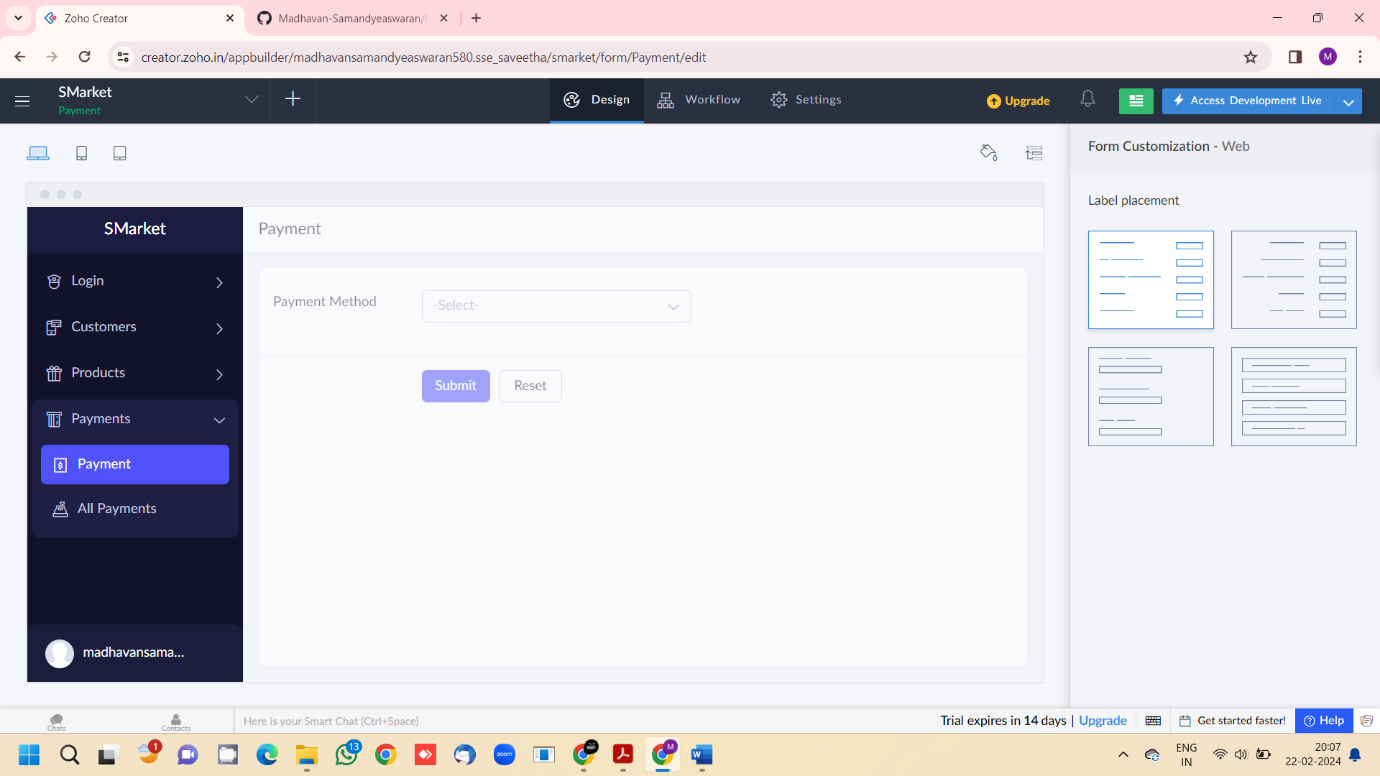 Zoho Creator
Madhavan-Samandyeaswaran/
creator.zoho.in/appbuilder/madhavansamandyeaswaran580.sse_saveetha/smarket/form/Payment/edit
M
SMarket
Payment
Design
Workflow
Settings
Upgrade
Access Development Live
Form Customization - Web
Label placement
SMarket
Login
Customers
Products
Payments
Payment
All Payments
madhavansama...
Payment
Payment Method
-Select-
Submit
Reset
Chats
Contacts
Here is your Smart Chat (Ctrl+Space)
Trial expires in 14 days | Upgrade
Get started faster!
Help
1
13
zoom
M
W
ENG
IN
20:07
22-02-2024